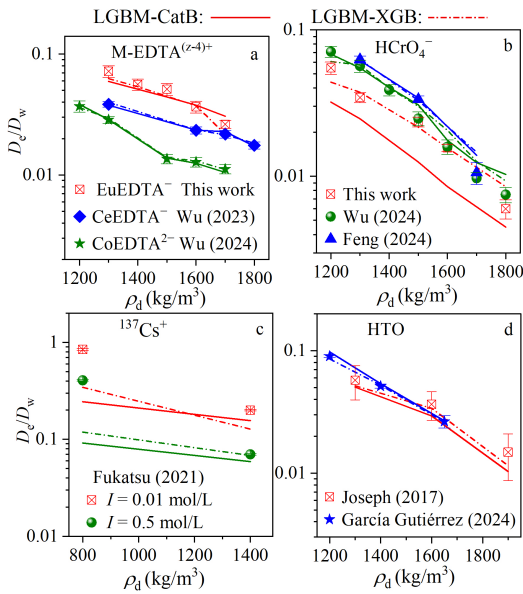 LGBM-CatB: LGBM-XGB:
M-EDTA(z-4)+ a
0.1
0.01
De/Dw
EuEDTA− This work
CeEDTA− Wu (2023)
CoEDTA2− Wu (2024)
1200 1400 1600 1800
ρd (kg/m3)
HCrO4− b
0.1
0.01
This work
Wu (2024)
Feng (2024)
1200 1400 1600 1800
ρd (kg/m3)
137Cs+ c
1
0.1
0.01
De/Dw
Fukatsu (2021)
I = 0.01 mol/L
I = 0.5 mol/L
800 1000 1200 1400
ρd (kg/m3)
HTO d
0.1
0.01
Joseph (2017)
García Gutiérrez (2024)
1200 1400 1600 1800
ρd (kg/m3)